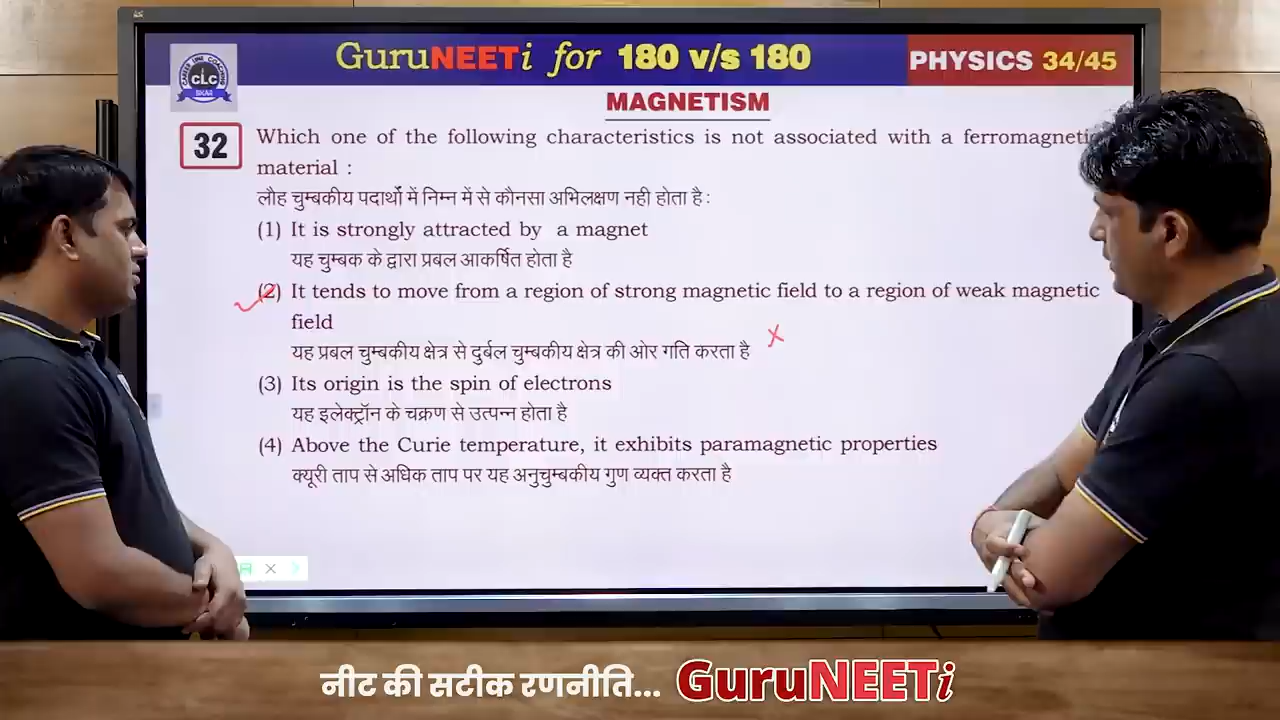 GuruNEETi for 180 v/s 180
PHYSICS 34/45
CLC
MAGNETISM
32 Which one of the following characteristics is not associated with a ferromagnetic
material :
लौह चुम्बकीय पदार्थों में निम्न में से कौनसा अभिलक्षण नही होता है :
(1) It is strongly attracted by a magnet
यह चुम्बक के द्वारा प्रबल आकर्षित होता है
(2) It tends to move from a region of strong magnetic field to a region of weak magnetic
field
यह प्रबल चुम्बकीय क्षेत्र से दुर्बल चुम्बकीय क्षेत्र की ओर गति करता है
(3) Its origin is the spin of electrons
यह इलेक्ट्रॉन के चक्रण से उत्पन्न होता है
(4) Above the Curie temperature, it exhibits paramagnetic properties
क्यूरी ताप से अधिक ताप पर यह अनुचुम्बकीय गुण व्यक्त करता है
नीट की सटीक रणनीति... GuruNEETi